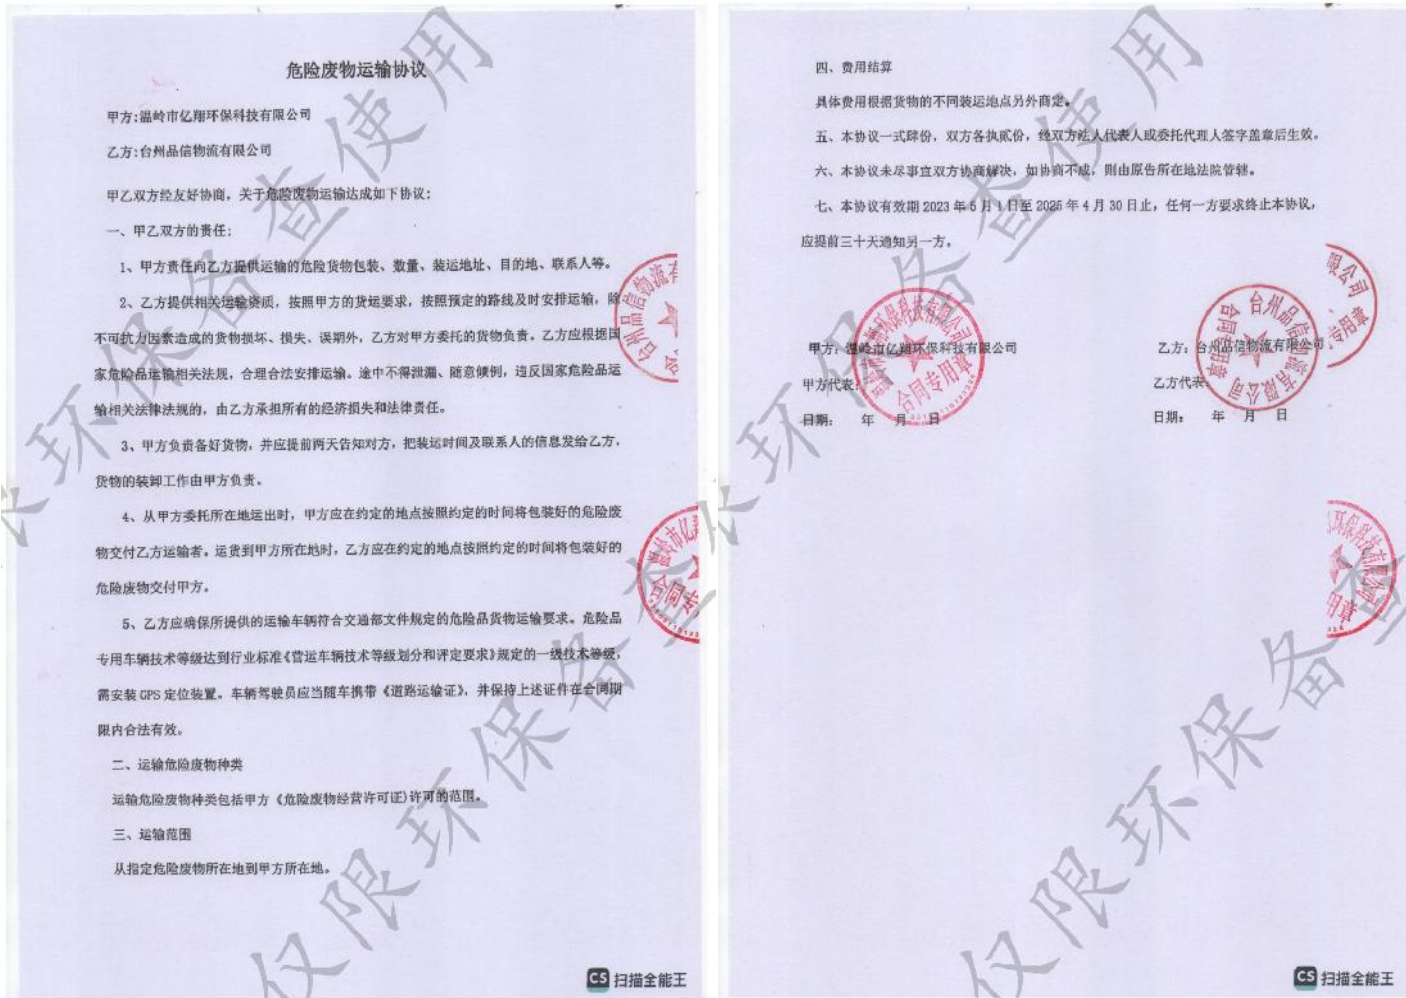 危险废物运输协议
甲方:温岭市亿翔环保科技有限公司
乙方:台州品信物流有限公司
甲乙双方经友好协商，关于危险废物运输达成如下协议：
一、甲乙双方的责任：
1、甲方责任向乙方提供运输的危险货物包装、数量、装运地址、目的地、联系人等。
2、乙方提供相关运输资质，按照甲方的货运要求，按照预定的路线及时安排运输，除
不可抗力因素造成的货物损坏、损失、误期外，乙方对甲方委托的货物负责。乙方应根据国
家危险品运输相关法规，合理合法安排运输。途中不得泄漏、随意倾倒，违反国家危险品运
输相关法律法规的，由乙方承担所有的经济损失和法律责任。
3、甲方负责备好货物，并应提前两天告知对方，把装运时间及联系人的信息发给乙方，
货物的装卸工作由甲方负责。
4、从甲方委托所在地运出时，甲方应在约定的地点按照约定的时间将包装好的危险废
物交付乙方运输者。运货到甲方所在地时，乙方应在约定的地点按照约定的时间将包装好的
危险废物交付甲方。
5、乙方应确保所提供的运输车辆符合交通部文件规定的危险品货物运输要求。危险品
专用车辆技术等级达到行业标准《营运车辆技术等级划分和评定要求》规定的一级技术等级，
需安装 GPS 定位装置。车辆驾驶员应当随车携带《道路运输证》，并保持上述证件在合同期
限内合法有效。
二、运输危险废物种类
运输危险废物种类包括甲方《危险废物经营许可证》许可的范围。
三、运输范围
从指定危险废物所在地到甲方所在地。
CS 扫描全能王
四、费用结算
具体费用根据货物的不同装运地点另外商定。
五、本协议一式肆份，双方各执贰份，经双方法人代表人或委托代理人签字盖章后生效。
六、本协议未尽事宜双方协商解决，如协商不成，则由原告所在地法院管辖。
七、本协议有效期 2023 年 5 月 1 日至 2025 年 4 月 30 日止，任何一方要求终止本协议，
应提前三十天通知另一方。
甲方：温岭市亿翔环保科技有限公司
乙方：台州品信物流有限公司
甲方代表：
乙方代表：
日期： 年 月 日
日期： 年 月 日
合同专用章
台州品信物流有限公司
合同专用章
仅限环保备查使用
CS 扫描全能王